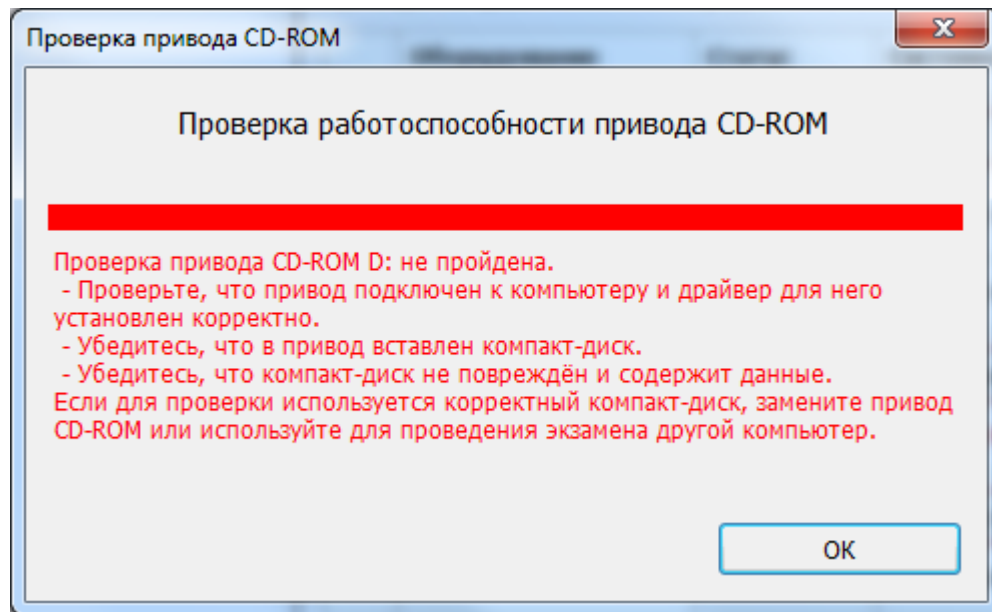 Проверка привода CD-ROM
Проверка работоспособности привода CD-ROM
Проверка привода CD-ROM D: не пройдена.
- Проверьте, что привод подключен к компьютеру и драйвер для него
установлен корректно.
- Убедитесь, что в привод вставлен компакт-диск.
- Убедитесь, что компакт-диск не повреждён и содержит данные.
Если для проверки используется корректный компакт-диск, замените привод
CD-ROM или используйте для проведения экзамена другой компьютер.
ОК